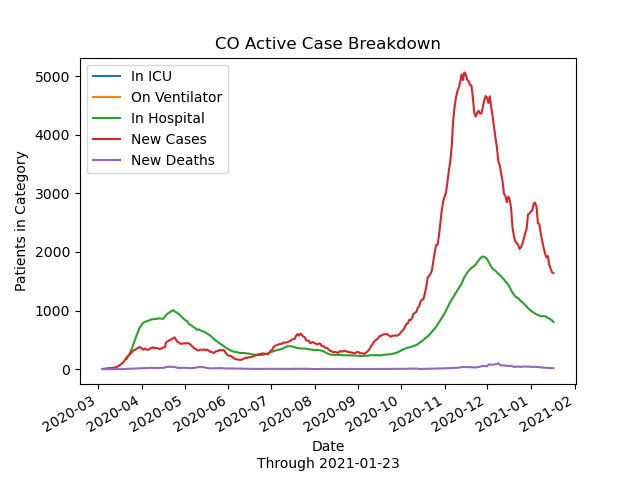 CO Active Case Breakdown
In ICU
On Ventilator
In Hospital
New Cases
New Deaths
Patients in Category
5000
4000
3000
2000
1000
0
2020-03
2020-04
2020-05
2020-06
2020-07
2020-08
2020-09
2020-10
2020-11
2020-12
2021-01
2021-02
Date
Through 2021-01-23